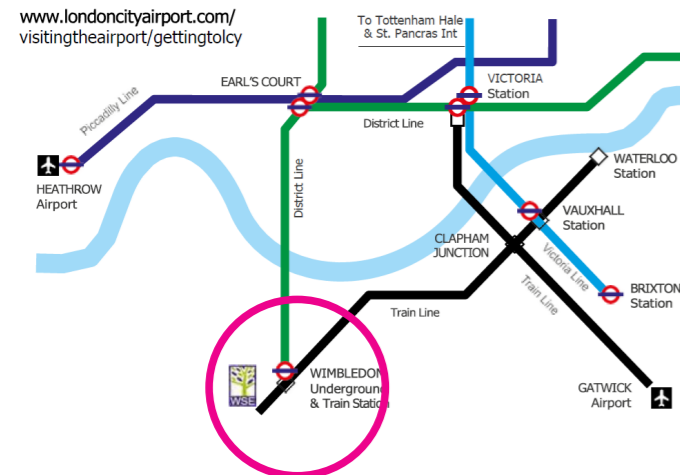 www.londoncityairport.com/
visitingtheairport/gettingtolcy
To Tottenham Hale
& St. Pancras Int
EARL'S COURT
VICTORIA
Station
Piccadilly Line
District Line
HEATHROW
Airport
District Line
WATERLOO
Station
VAUXHALL
Station
CLAPHAM
JUNCTION
Victoria Line
BRIXTON
Station
Train Line
Train Line
WSE
WIMBLEDON
Underground
& Train Station
GATWICK
Airport